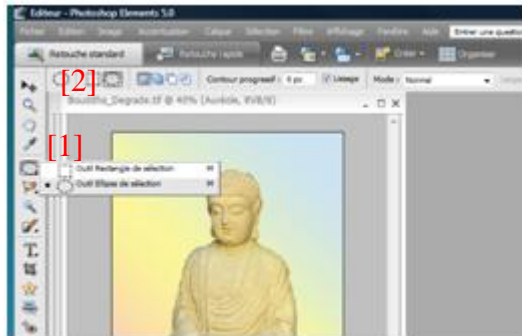 Editeur - Photoshop Elements 5.0
Fichier Edition Image Accentuation Calque Sélection Filtre Affichage Fenêtre Aide Entrer une question
Retouche standard Retouche rapide Créer Organiser
[2] Contour progressif : 0 px Lissage Mode : Normal
Bouddha_Degrade.tif @ 40% (Auréole, RVB/8)
[1]
Outil Rectangle de sélection M
Outil Ellipse de sélection M
T